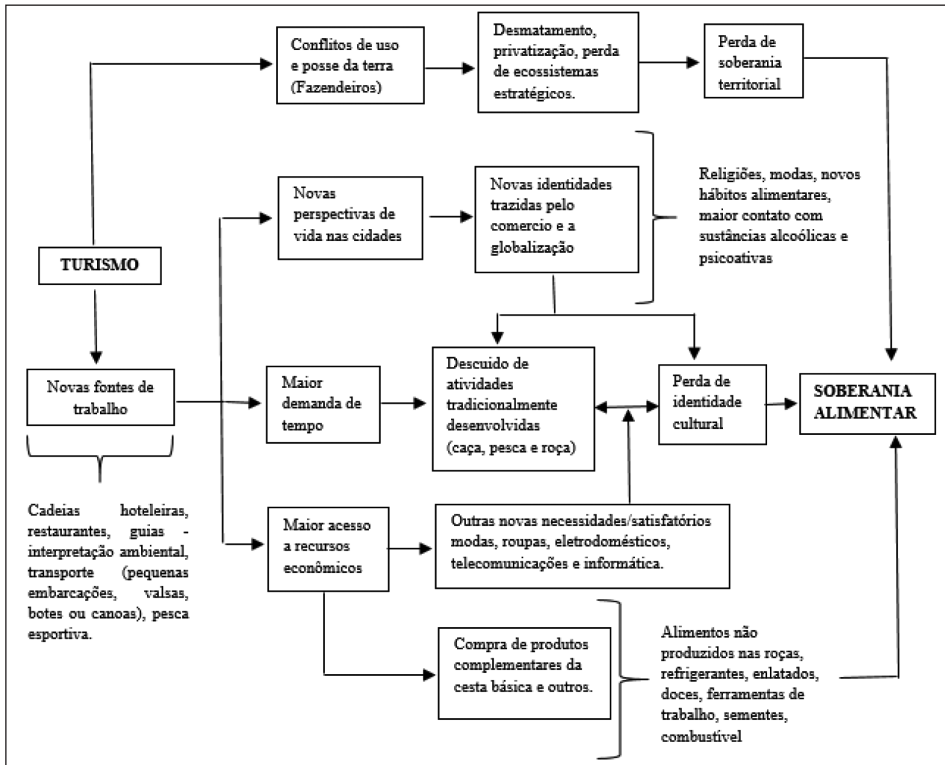 Conflitos de uso
e posse da terra
(Fazendeiros)
Desmatamento,
privatização, perda
de ecossistemas
estratégicos.
Perda de
soberania
territorial
Novas
perspectivas de
vida nas cidades
Novas identidades
trazidas pelo
comercio e a
globalização
Religiões, modas, novos
hábitos alimentares,
maior contato com
sustâncias alcoólicas e
psicoativas
TURISMO
Novas fontes de
trabalho
Maior
demanda de
tempo
Descuido de
atividades
tradicionalmente
desenvolvidas
(caça, pesca e roça)
Perda de
identidade
cultural
SOBERANIA
ALIMENTAR
Cadeias hoteleiras,
restaurantes, guias -
interpretação ambiental,
transporte (pequenas
embarcações, valsas,
botes ou canoas), pesca
esportiva.
Maior acesso
a recursos
econômicos
Outras novas necessidades/satisfatórios
modas, roupas, eletrodomésticos,
telecomunicações e informática.
Compra de produtos
complementares da
cesta básica e outros.
Alimentos não
produzidos nas roças,
refrigerantes, enlatados,
doces, ferramentas de
trabalho, sementes,
combustível